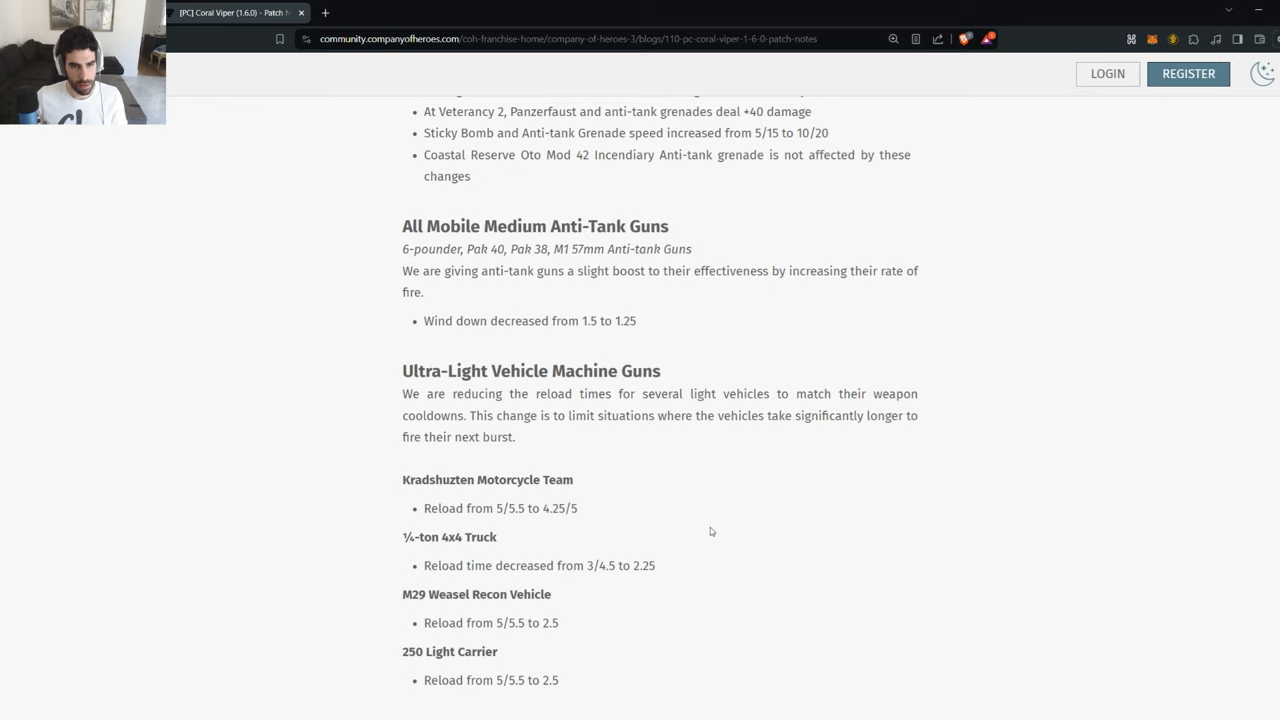 [PC] Coral Viper (1.6.0) - Patch
community.companyofheroes.com/coh-franchise-home/company-of-heroes-3/blogs/110-pc-coral-viper-1-6-0-patch-notes
LOGIN
REGISTER
• At Veterancy 2, Panzerfaust and anti-tank grenades deal +40 damage
• Sticky Bomb and Anti-tank Grenade speed increased from 5/15 to 10/20
• Coastal Reserve Oto Mod 42 Incendiary Anti-tank grenade is not affected by these
changes
All Mobile Medium Anti-Tank Guns
6-pounder, Pak 40, Pak 38, M1 57mm Anti-tank Guns
We are giving anti-tank guns a slight boost to their effectiveness by increasing their rate of
fire.
• Wind down decreased from 1.5 to 1.25
Ultra-Light Vehicle Machine Guns
We are reducing the reload times for several light vehicles to match their weapon
cooldowns. This change is to limit situations where the vehicles take significantly longer to
fire their next burst.
Kradshuzten Motorcycle Team
• Reload from 5/5.5 to 4.25/5
¼-ton 4x4 Truck
• Reload time decreased from 3/4.5 to 2.25
M29 Weasel Recon Vehicle
• Reload from 5/5.5 to 2.5
250 Light Carrier
• Reload from 5/5.5 to 2.5